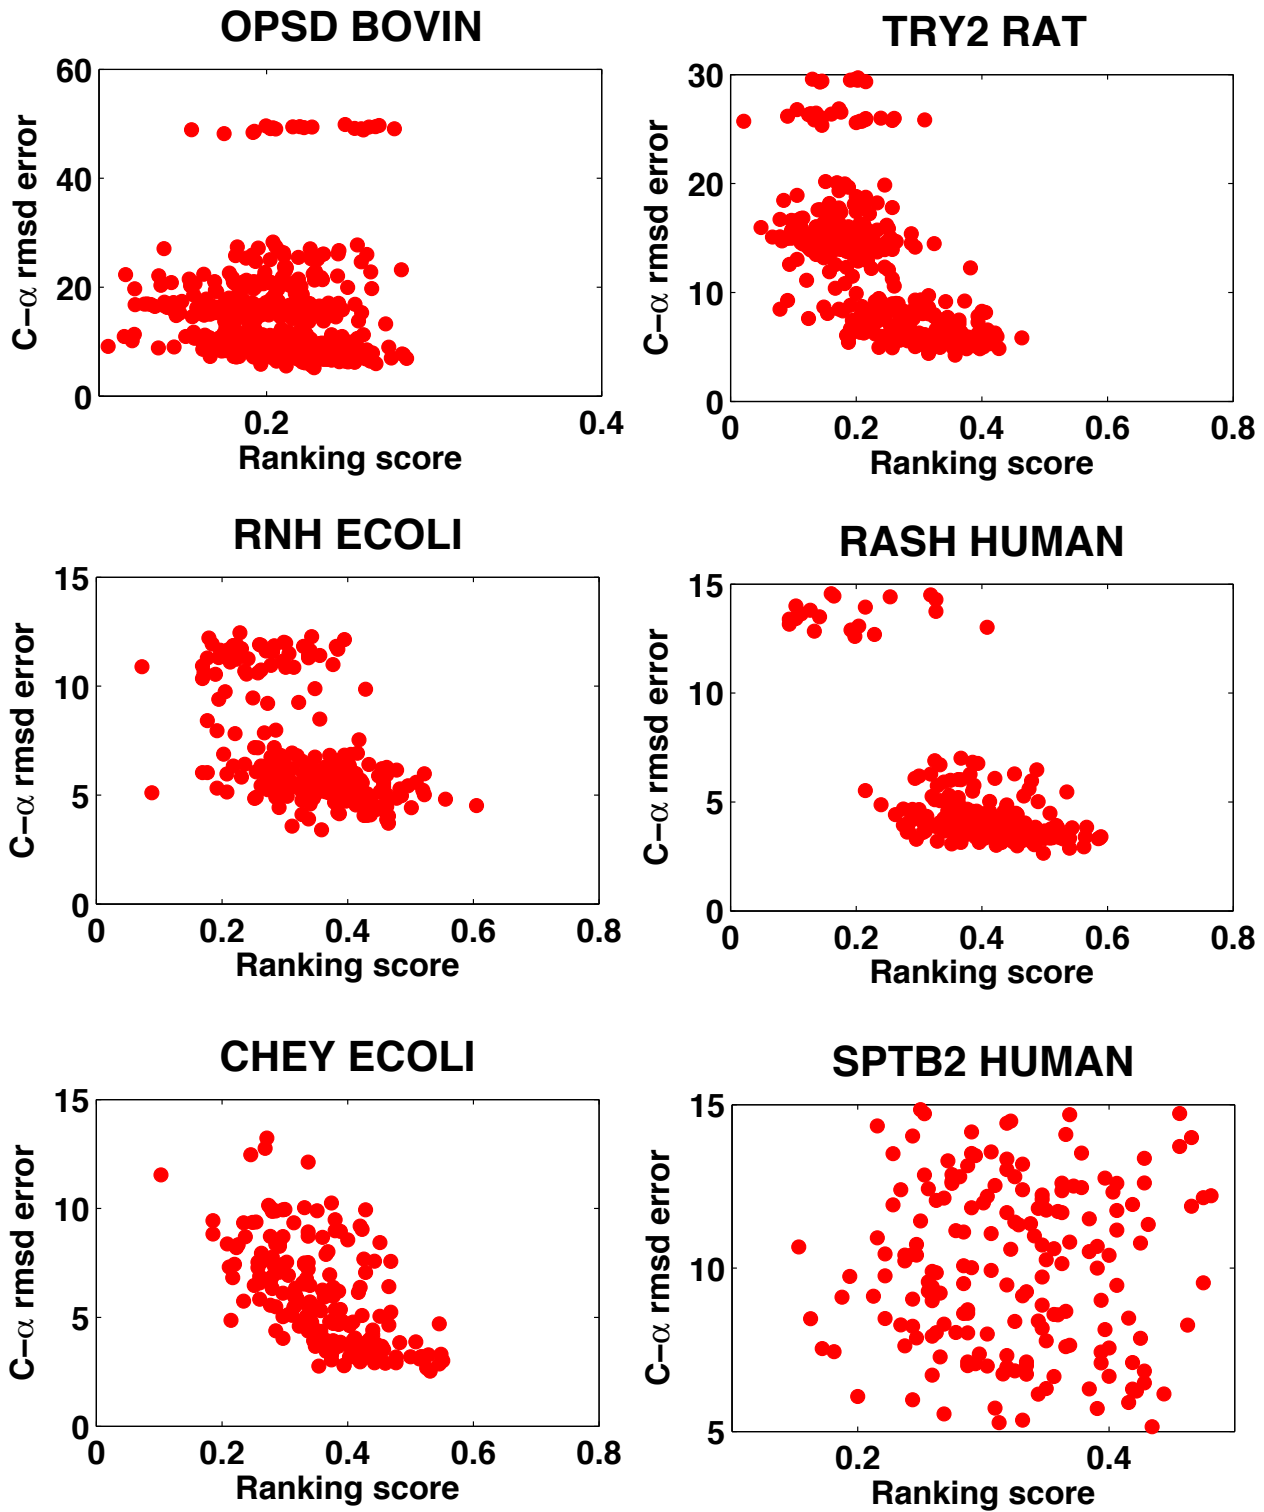 OPSD BOVIN
60
40
20
0
C−α rmsd error
0.2
0.4
Ranking score
TRY2 RAT
30
20
10
0
C−α rmsd error
0
0.2
0.4
0.6
0.8
Ranking score
RNH ECOLI
15
10
5
0
C−α rmsd error
0
0.2
0.4
0.6
0.8
Ranking score
RASH HUMAN
15
10
5
0
C−α rmsd error
0
0.2
0.4
0.6
0.8
Ranking score
CHEY ECOLI
15
10
5
0
C−α rmsd error
0
0.2
0.4
0.6
0.8
Ranking score
SPTB2 HUMAN
15
10
5
C−α rmsd error
0.2
0.4
Ranking score